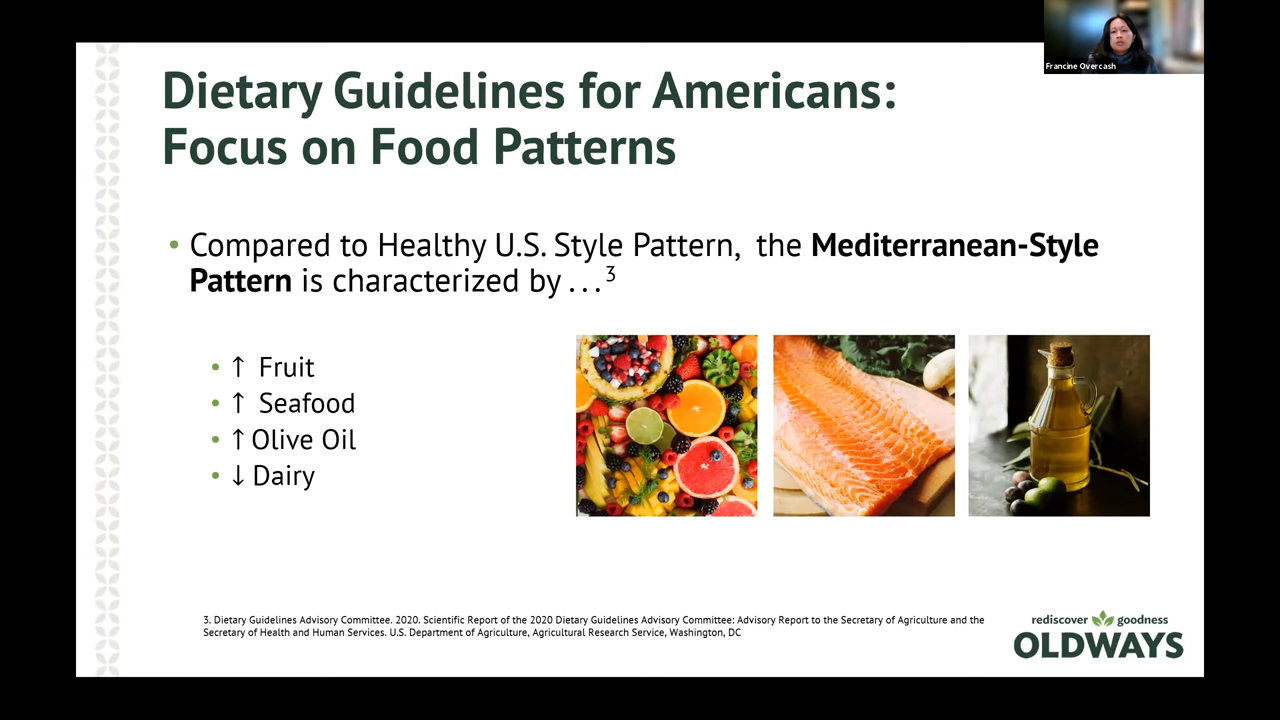 Francine Overcash
Dietary Guidelines for Americans:
Focus on Food Patterns
• Compared to Healthy U.S. Style Pattern, the Mediterranean-Style
Pattern is characterized by . . .³
• ↑ Fruit
• ↑ Seafood
• ↑ Olive Oil
• ↓ Dairy
3. Dietary Guidelines Advisory Committee. 2020. Scientific Report of the 2020 Dietary Guidelines Advisory Committee: Advisory Report to the Secretary of Agriculture and the
Secretary of Health and Human Services. U.S. Department of Agriculture, Agricultural Research Service, Washington, DC
rediscover goodness
OLDWAYS